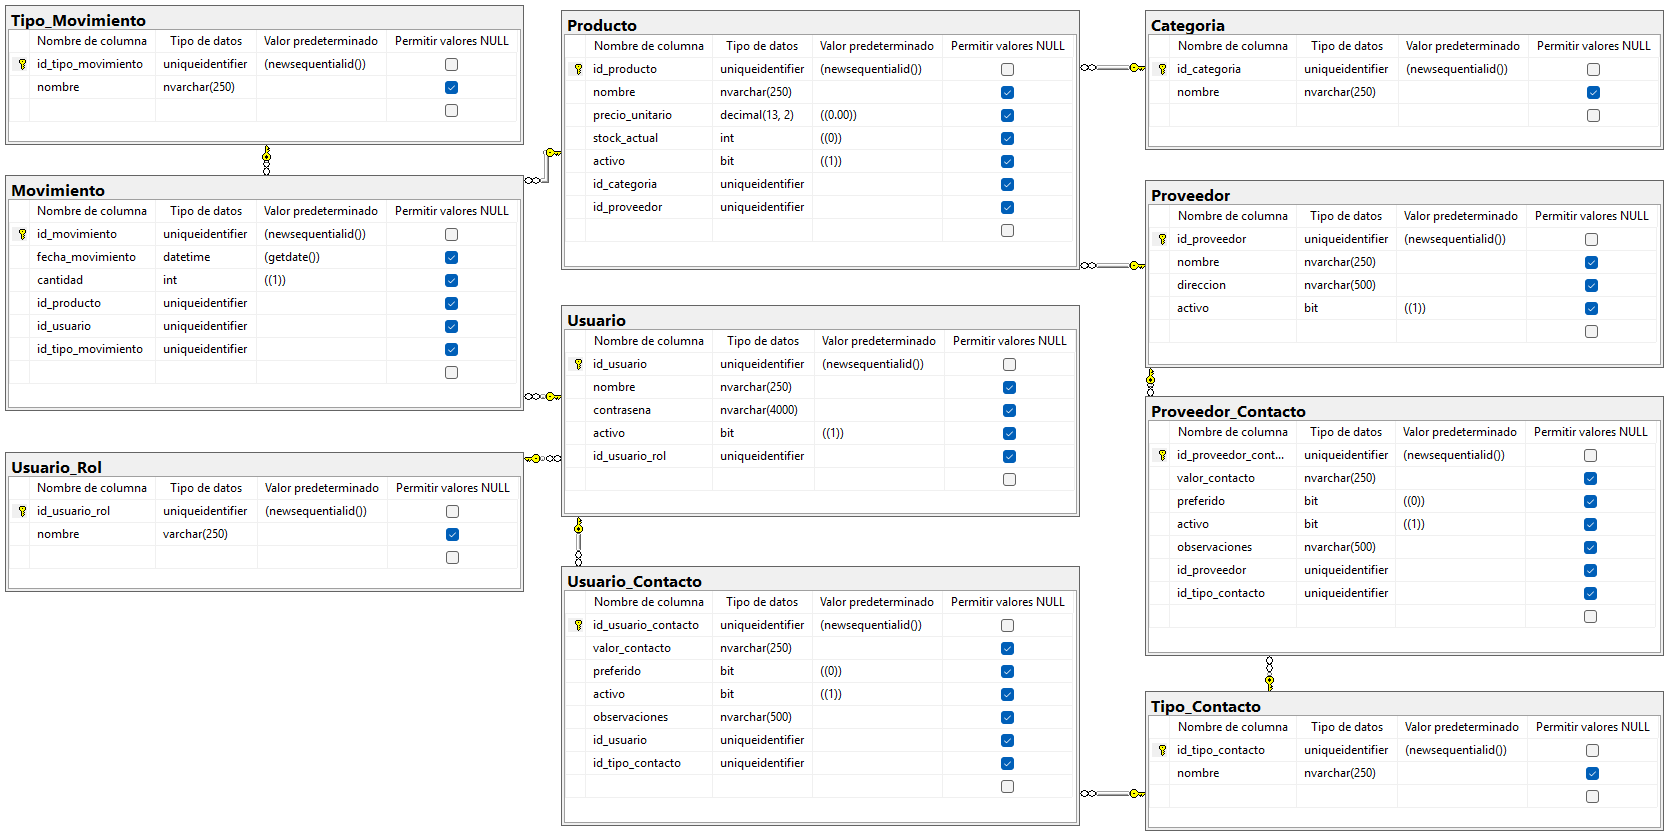 Tipo_Movimiento
Nombre de columna Tipo de datos Valor predeterminado Permitir valores NULL
id_tipo_movimiento uniqueidentifier (newsequentialid())
nombre nvarchar(250)
Movimiento
Nombre de columna Tipo de datos Valor predeterminado Permitir valores NULL
id_movimiento uniqueidentifier (newsequentialid())
fecha_movimiento datetime (getdate())
cantidad int ((1))
id_producto uniqueidentifier
id_usuario uniqueidentifier
id_tipo_movimiento uniqueidentifier
Usuario_Rol
Nombre de columna Tipo de datos Valor predeterminado Permitir valores NULL
id_usuario_rol uniqueidentifier (newsequentialid())
nombre varchar(250)
Producto
Nombre de columna Tipo de datos Valor predeterminado Permitir valores NULL
id_producto uniqueidentifier (newsequentialid())
nombre nvarchar(250)
precio_unitario decimal(13, 2) ((0.00))
stock_actual int ((0))
activo bit ((1))
id_categoria uniqueidentifier
id_proveedor uniqueidentifier
Usuario
Nombre de columna Tipo de datos Valor predeterminado Permitir valores NULL
id_usuario uniqueidentifier (newsequentialid())
nombre nvarchar(250)
contrasena nvarchar(4000)
activo bit ((1))
id_usuario_rol uniqueidentifier
Usuario_Contacto
Nombre de columna Tipo de datos Valor predeterminado Permitir valores NULL
id_usuario_contacto uniqueidentifier (newsequentialid())
valor_contacto nvarchar(250)
preferido bit ((0))
activo bit ((1))
observaciones nvarchar(500)
id_usuario uniqueidentifier
id_tipo_contacto uniqueidentifier
Categoria
Nombre de columna Tipo de datos Valor predeterminado Permitir valores NULL
id_categoria uniqueidentifier (newsequentialid())
nombre nvarchar(250)
Proveedor
Nombre de columna Tipo de datos Valor predeterminado Permitir valores NULL
id_proveedor uniqueidentifier (newsequentialid())
nombre nvarchar(250)
direccion nvarchar(500)
activo bit ((1))
Proveedor_Contacto
Nombre de columna Tipo de datos Valor predeterminado Permitir valores NULL
id_proveedor_cont... uniqueidentifier (newsequentialid())
valor_contacto nvarchar(250)
preferido bit ((0))
activo bit ((1))
observaciones nvarchar(500)
id_proveedor uniqueidentifier
id_tipo_contacto uniqueidentifier
Tipo_Contacto
Nombre de columna Tipo de datos Valor predeterminado Permitir valores NULL
id_tipo_contacto uniqueidentifier (newsequentialid())
nombre nvarchar(250)